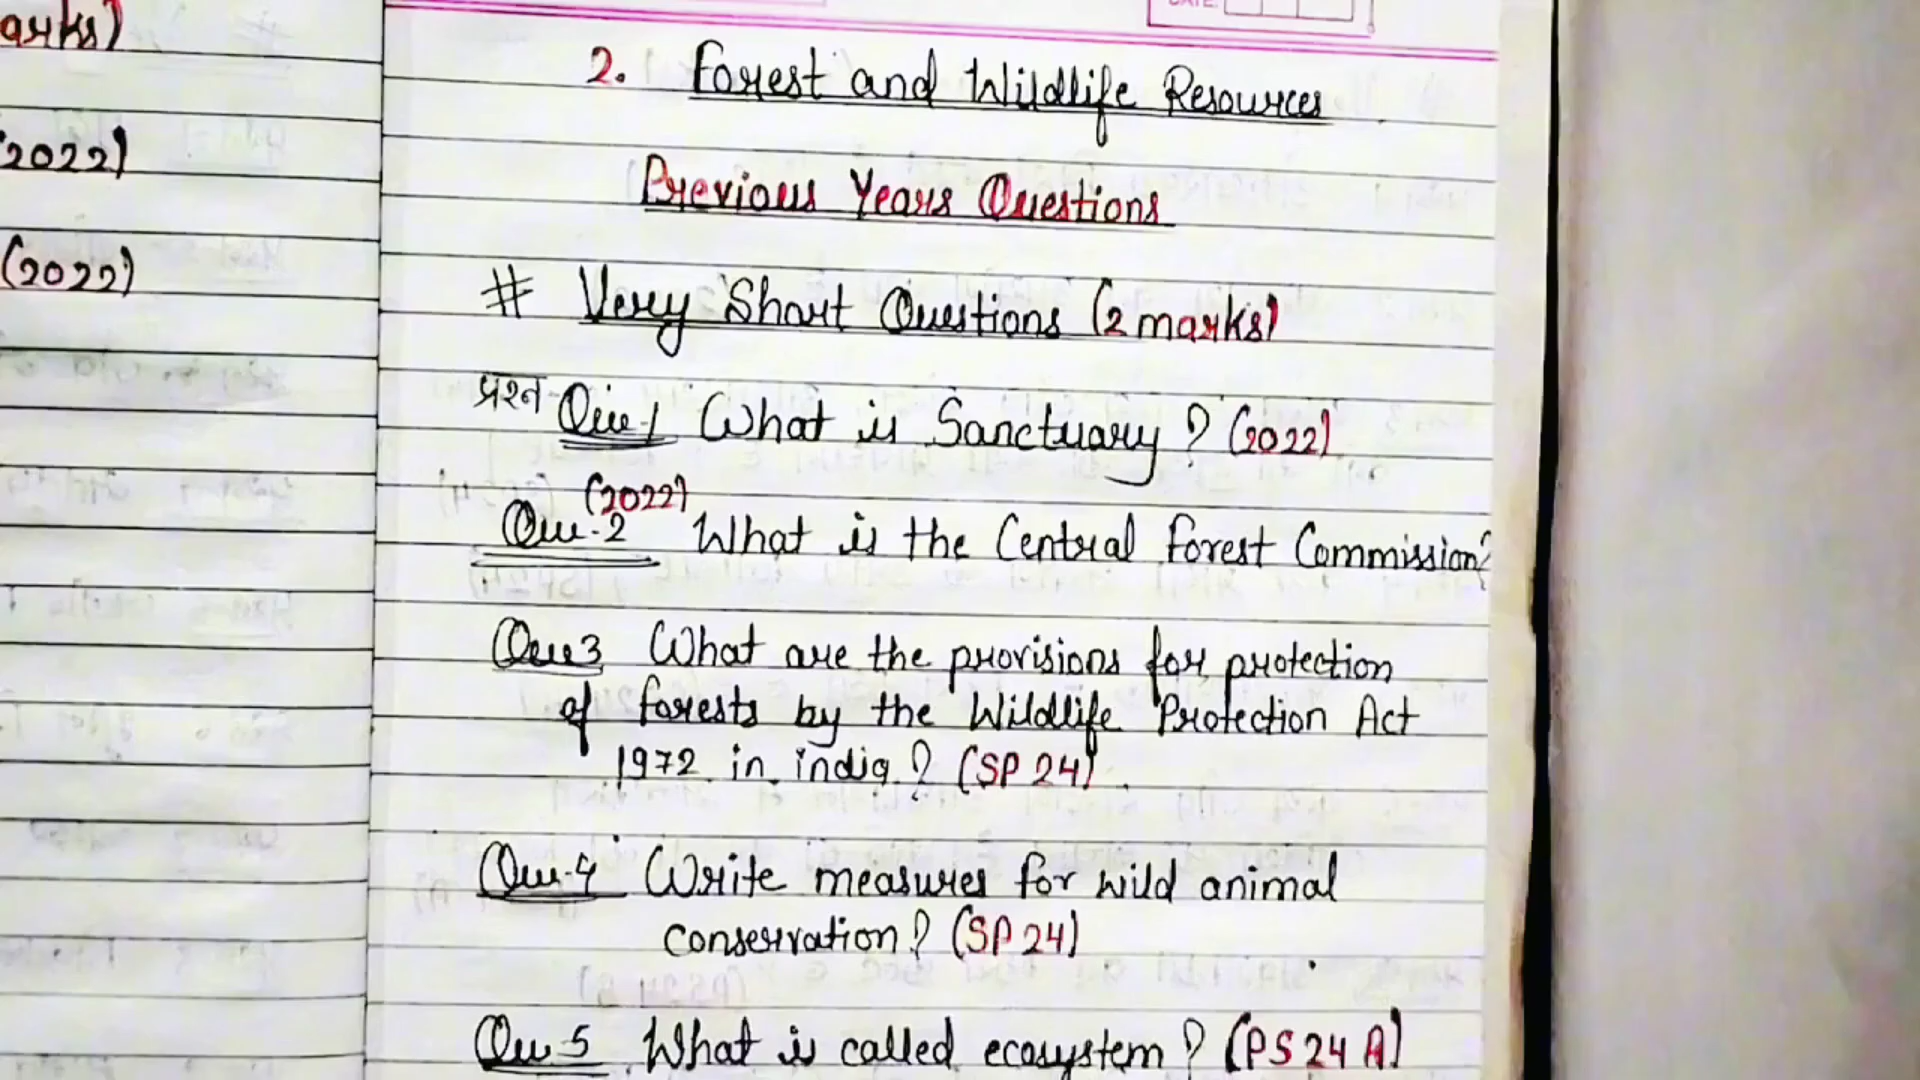 arks)
2022)
(2022)
DATE:
2. Forest and Wildlife Resources
Previous Years Questions
# Very Short Questions (2 marks)
प्रश्न Que-1 What is Sanctuary? (2022)
(2022)
Que-2 What is the Central Forest Commission?
Que3 What are the provisions for protection
of forests by the Wildlife Protection Act
1972 in india? (SP 24)
Que-4 Write measures for wild animal
conservation? (SP 24)
Que-5 What is called ecosystem? (PS 24 A)